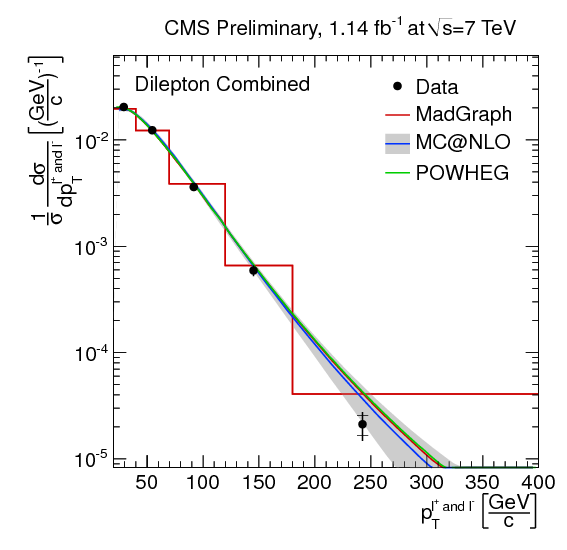 CMS Preliminary, 1.14 fb⁻¹ at √s=7 TeV
Dilepton Combined
Data
MadGraph
MC@NLO
POWHEG
1/σ dσ/dp_T^{l⁺ and l⁻} [(GeV/c)⁻¹]
10⁻²
10⁻³
10⁻⁴
10⁻⁵
50 100 150 200 250 300 350 400
p_T^{l⁺ and l⁻} [GeV/c]